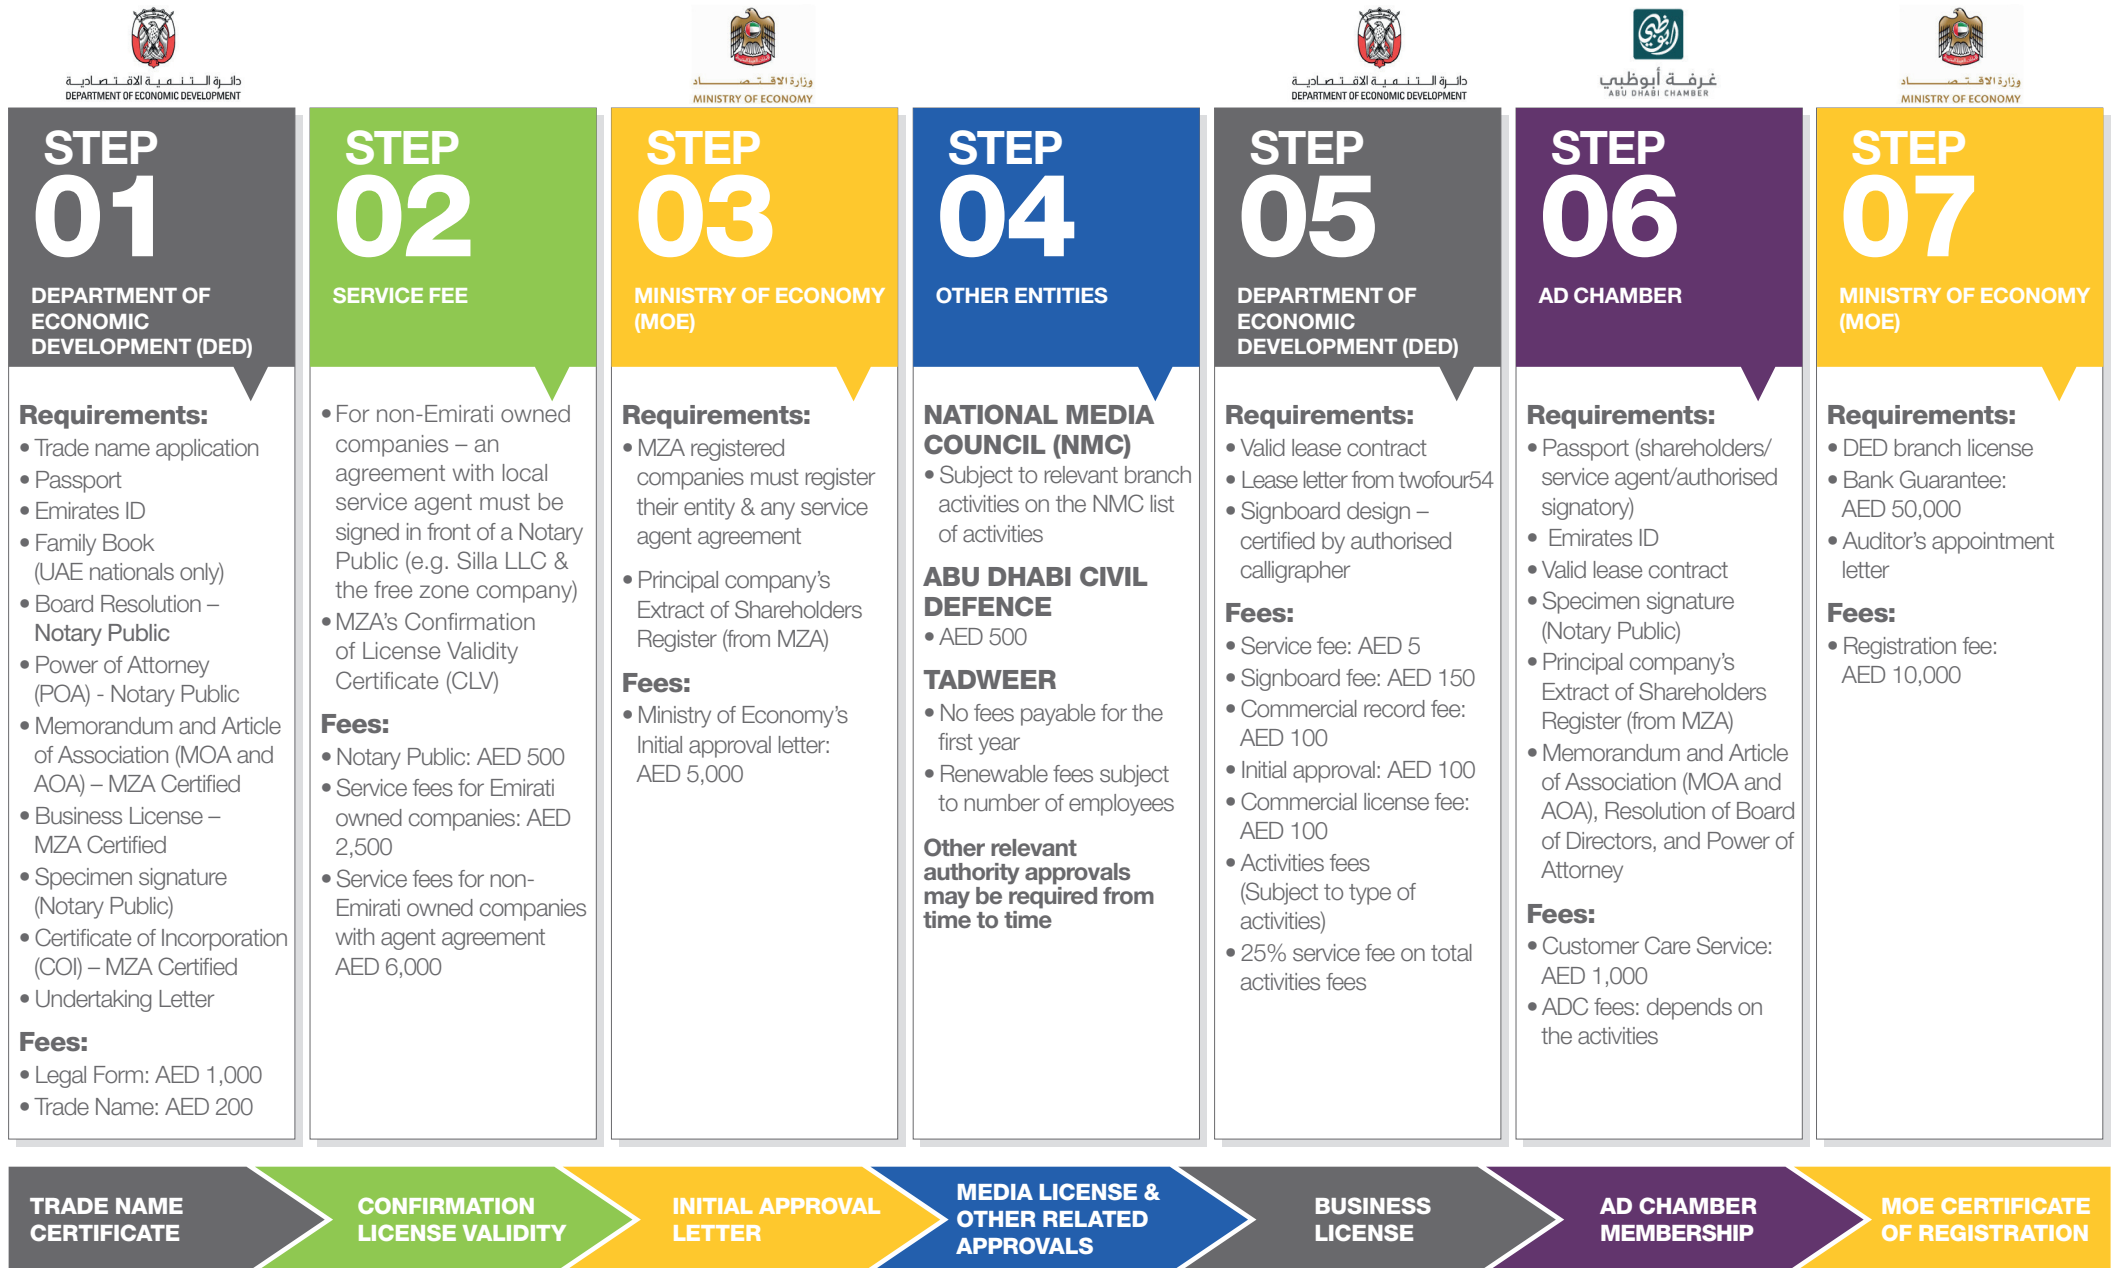 دائرة التنمية الاقتصادية
DEPARTMENT OF ECONOMIC DEVELOPMENT
STEP
01
DEPARTMENT OF
ECONOMIC
DEVELOPMENT (DED)
Requirements:
• Trade name application
• Passport
• Emirates ID
• Family Book
(UAE nationals only)
• Board Resolution –
Notary Public
• Power of Attorney
(POA) - Notary Public
• Memorandum and Article
of Association (MOA and
AOA) – MZA Certified
• Business License –
MZA Certified
• Specimen signature
(Notary Public)
• Certificate of Incorporation
(COI) – MZA Certified
• Undertaking Letter
Fees:
• Legal Form: AED 1,000
• Trade Name: AED 200
STEP
02
SERVICE FEE
• For non-Emirati owned
companies – an
agreement with local
service agent must be
signed in front of a Notary
Public (e.g. Silla LLC &
the free zone company)
• MZA's Confirmation
of License Validity
Certificate (CLV)
Fees:
• Notary Public: AED 500
• Service fees for Emirati
owned companies: AED
2,500
• Service fees for non-
Emirati owned companies
with agent agreement
AED 6,000
وزارة الاقتصاد
MINISTRY OF ECONOMY
STEP
03
MINISTRY OF ECONOMY
(MOE)
Requirements:
• MZA registered
companies must register
their entity & any service
agent agreement
• Principal company's
Extract of Shareholders
Register (from MZA)
Fees:
• Ministry of Economy's
Initial approval letter:
AED 5,000
STEP
04
OTHER ENTITIES
NATIONAL MEDIA
COUNCIL (NMC)
• Subject to relevant branch
activities on the NMC list
of activities
ABU DHABI CIVIL
DEFENCE
• AED 500
TADWEER
• No fees payable for the
first year
• Renewable fees subject
to number of employees
Other relevant
authority approvals
may be required from
time to time
دائرة التنمية الاقتصادية
DEPARTMENT OF ECONOMIC DEVELOPMENT
STEP
05
DEPARTMENT OF
ECONOMIC
DEVELOPMENT (DED)
Requirements:
• Valid lease contract
• Lease letter from twofour54
• Signboard design –
certified by authorised
calligrapher
Fees:
• Service fee: AED 5
• Signboard fee: AED 150
• Commercial record fee:
AED 100
• Initial approval: AED 100
• Commercial license fee:
AED 100
• Activities fees
(Subject to type of
activities)
• 25% service fee on total
activities fees
أبوظبي
غرفة أبوظبي
ABU DHABI CHAMBER
STEP
06
AD CHAMBER
Requirements:
• Passport (shareholders/
service agent/authorised
signatory)
• Emirates ID
• Valid lease contract
• Specimen signature
(Notary Public)
• Principal company's
Extract of Shareholders
Register (from MZA)
• Memorandum and Article
of Association (MOA and
AOA), Resolution of Board
of Directors, and Power of
Attorney
Fees:
• Customer Care Service:
AED 1,000
• ADC fees: depends on
the activities
وزارة الاقتصاد
MINISTRY OF ECONOMY
STEP
07
MINISTRY OF ECONOMY
(MOE)
Requirements:
• DED branch license
• Bank Guarantee:
AED 50,000
• Auditor's appointment
letter
Fees:
• Registration fee:
AED 10,000
TRADE NAME
CERTIFICATE
CONFIRMATION
LICENSE VALIDITY
INITIAL APPROVAL
LETTER
MEDIA LICENSE &
OTHER RELATED
APPROVALS
BUSINESS
LICENSE
AD CHAMBER
MEMBERSHIP
MOE CERTIFICATE
OF REGISTRATION